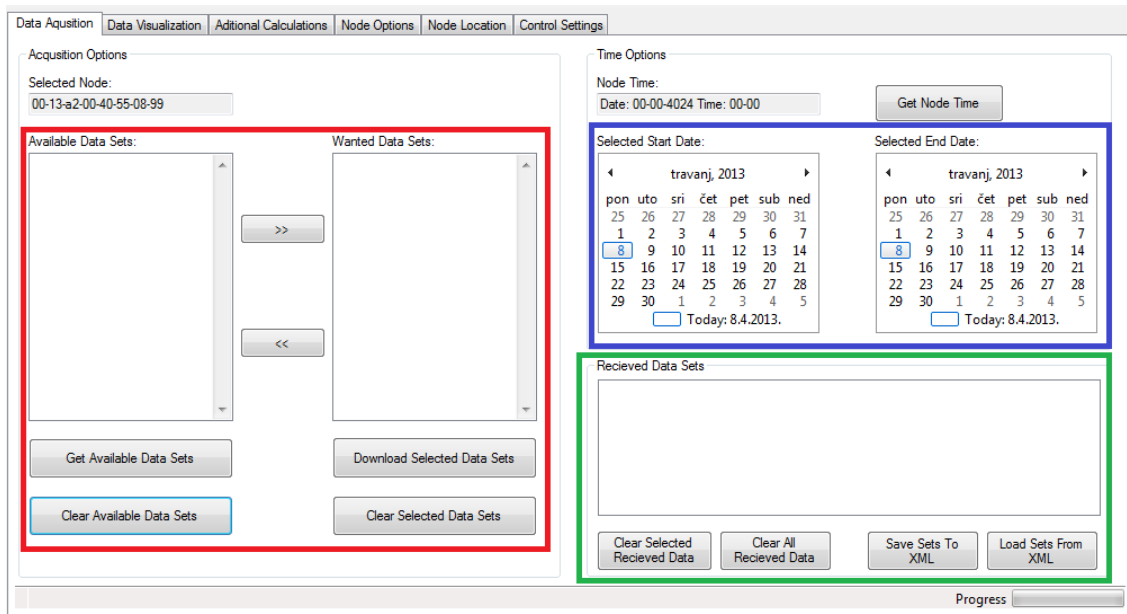 Data Aqusition Data Visualization Aditional Calculations Node Options Node Location Control Settings
Acqusition Options
Selected Node:
00-13-a2-00-40-55-08-99
Available Data Sets:
Wanted Data Sets:
>>
<<
Get Available Data Sets
Download Selected Data Sets
Clear Available Data Sets
Clear Selected Data Sets
Time Options
Node Time:
Date: 00-00-4024 Time: 00-00
Get Node Time
Selected Start Date:
travanj, 2013
pon uto sri čet pet sub ned
25 26 27 28 29 30 31
1 2 3 4 5 6 7
8 9 10 11 12 13 14
15 16 17 18 19 20 21
22 23 24 25 26 27 28
29 30 1 2 3 4 5
Today: 8.4.2013.
Selected End Date:
travanj, 2013
pon uto sri čet pet sub ned
25 26 27 28 29 30 31
1 2 3 4 5 6 7
8 9 10 11 12 13 14
15 16 17 18 19 20 21
22 23 24 25 26 27 28
29 30 1 2 3 4 5
Today: 8.4.2013.
Recieved Data Sets
Clear Selected
Recieved Data
Clear All
Recieved Data
Save Sets To
XML
Load Sets From
XML
Progress